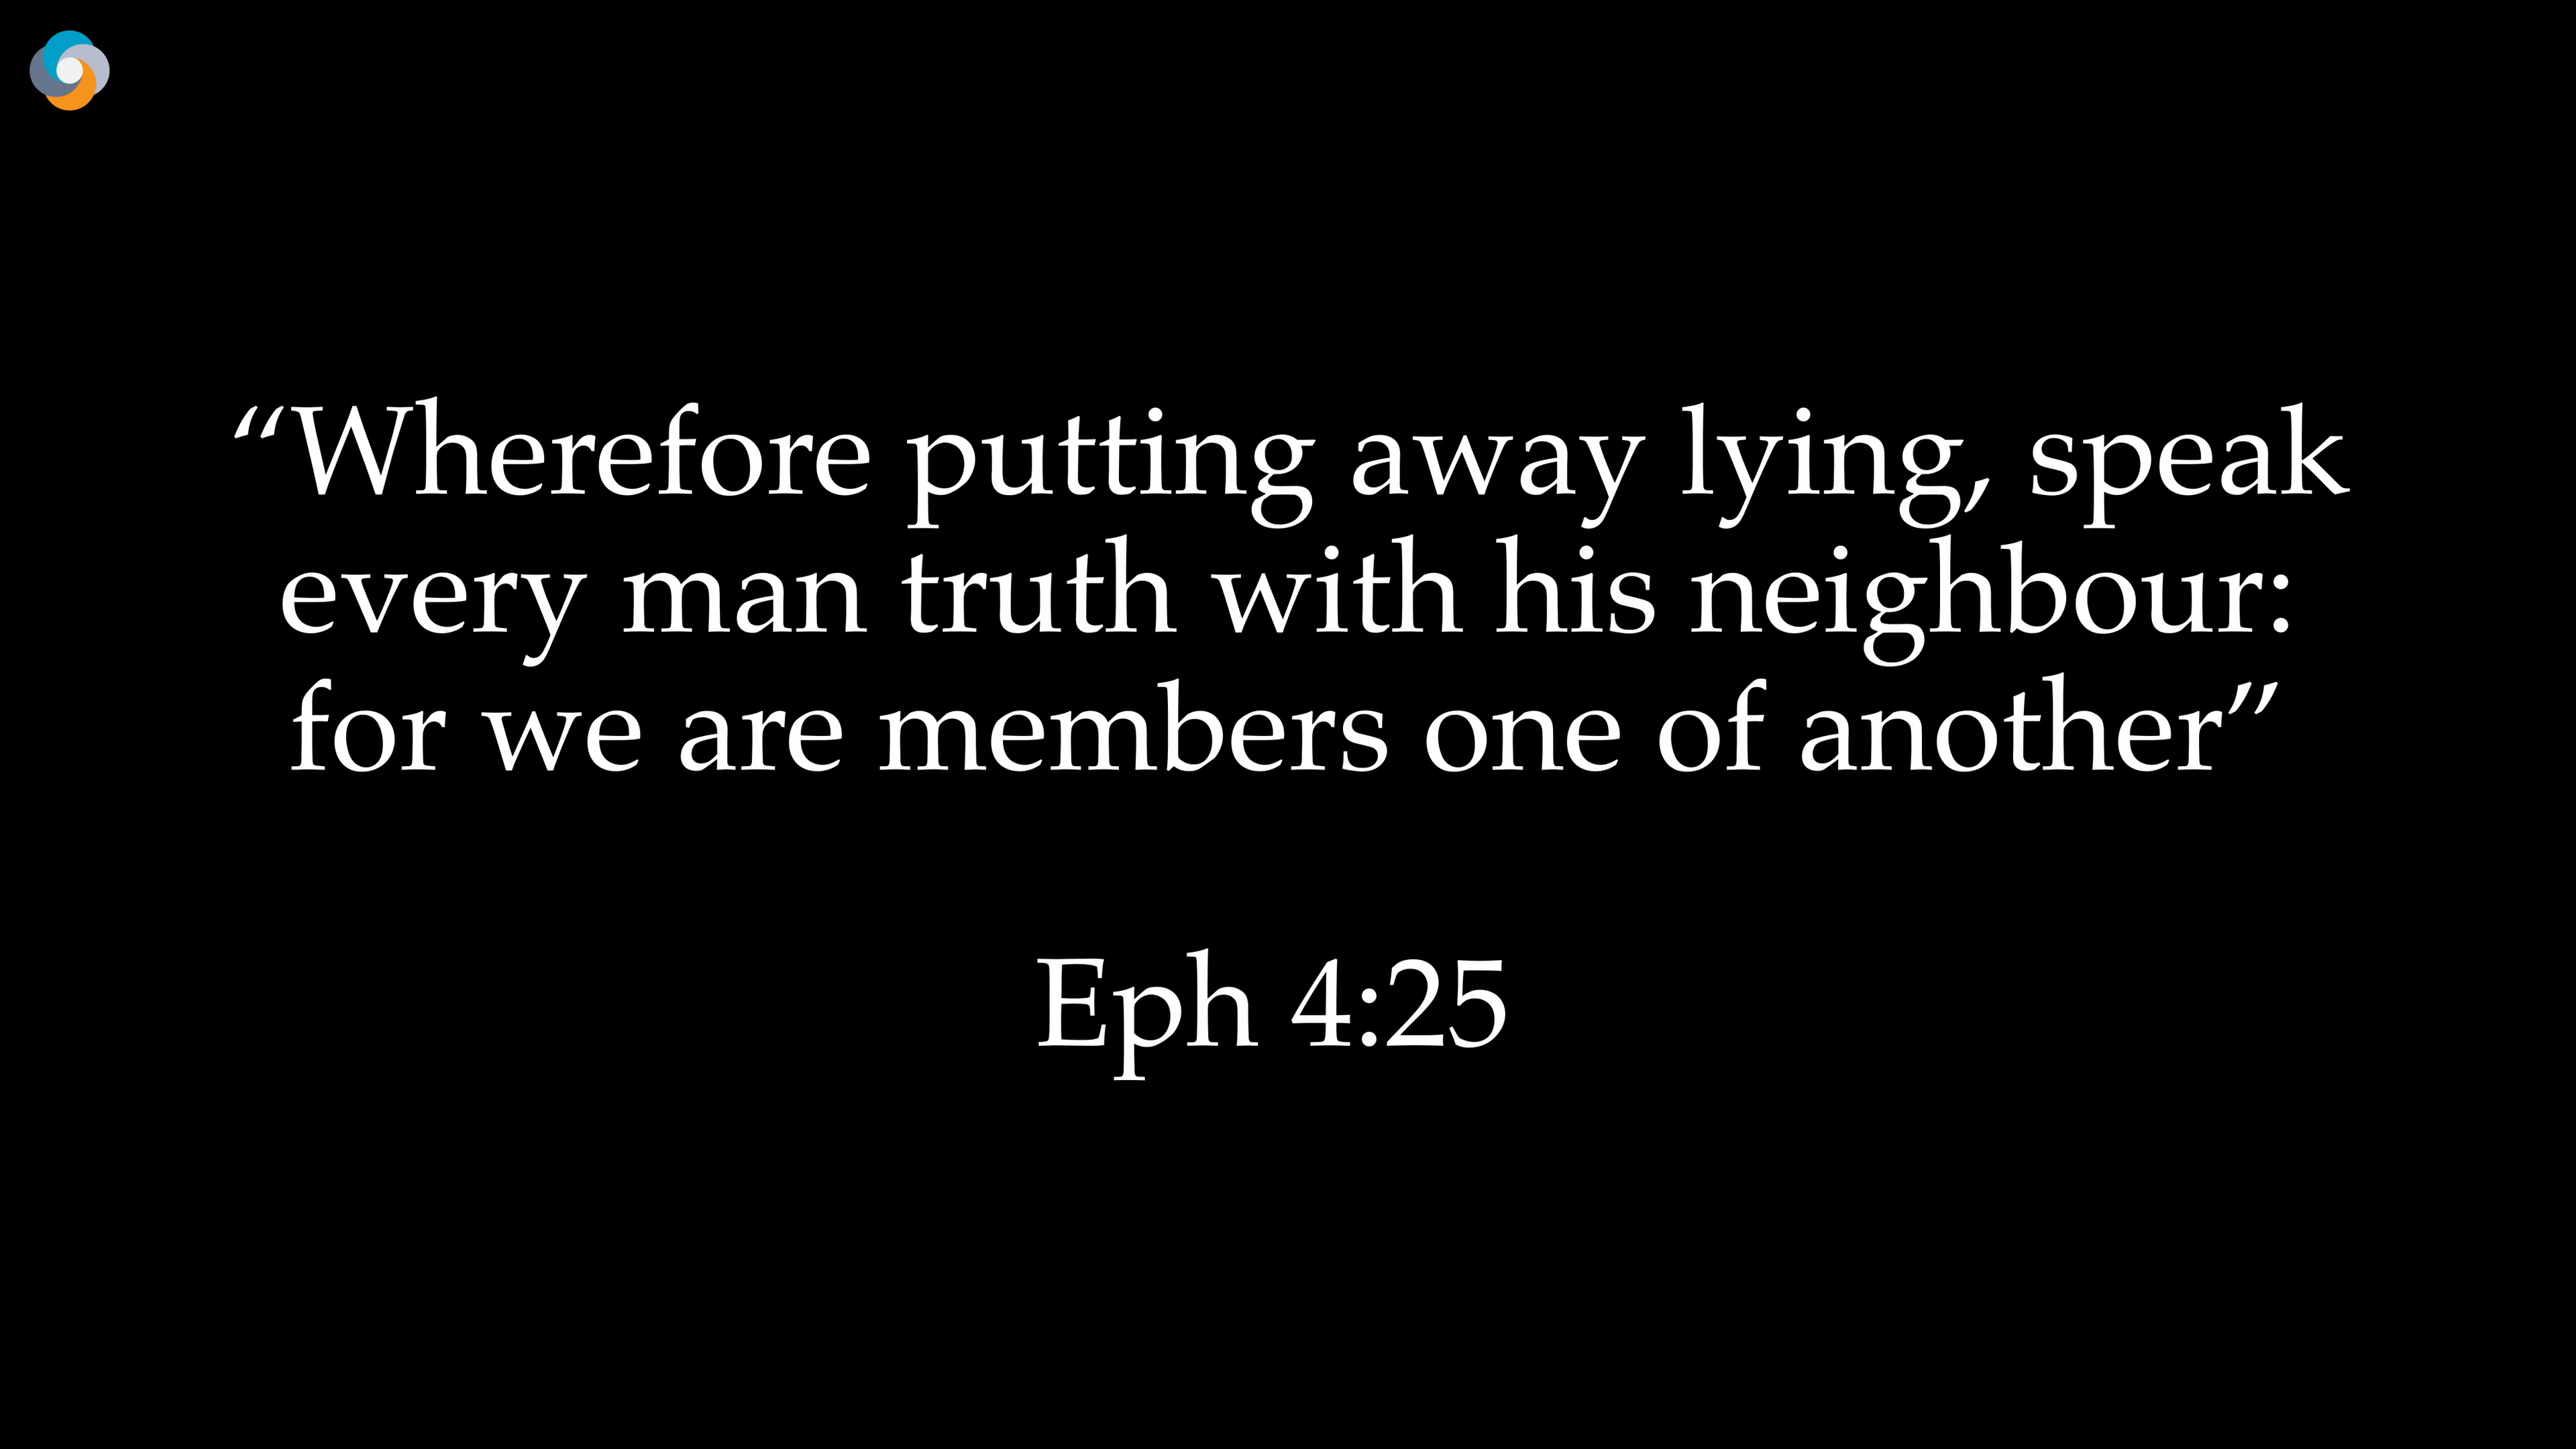 “Wherefore putting away lying, speak
every man truth with his neighbour:
for we are members one of another”
Eph 4:25